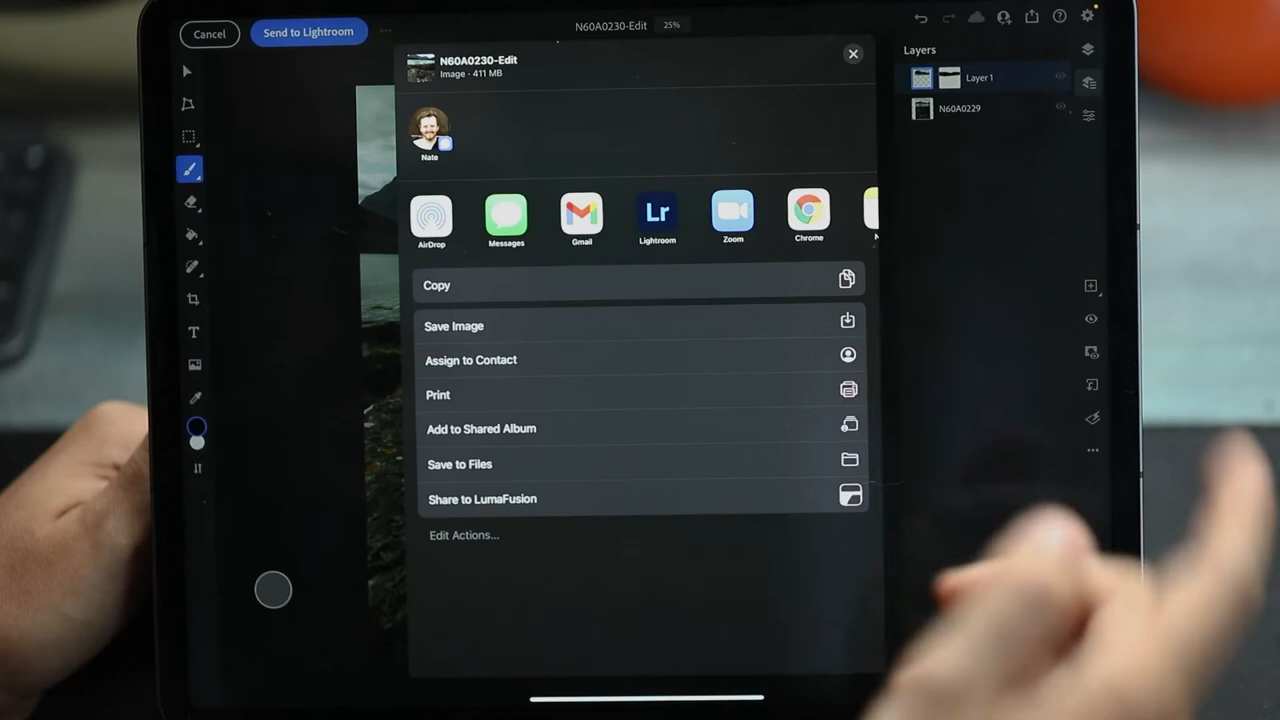 Cancel
Send to Lightroom
N60A0230-Edit
25%
N60A0230-Edit
Image · 411 MB
Nate
AirDrop
Messages
Gmail
Lr
Lightroom
Zoom
Chrome
Copy
Save Image
Assign to Contact
Print
Add to Shared Album
Save to Files
Share to LumaFusion
Edit Actions...
Layers
Layer 1
N60A0229